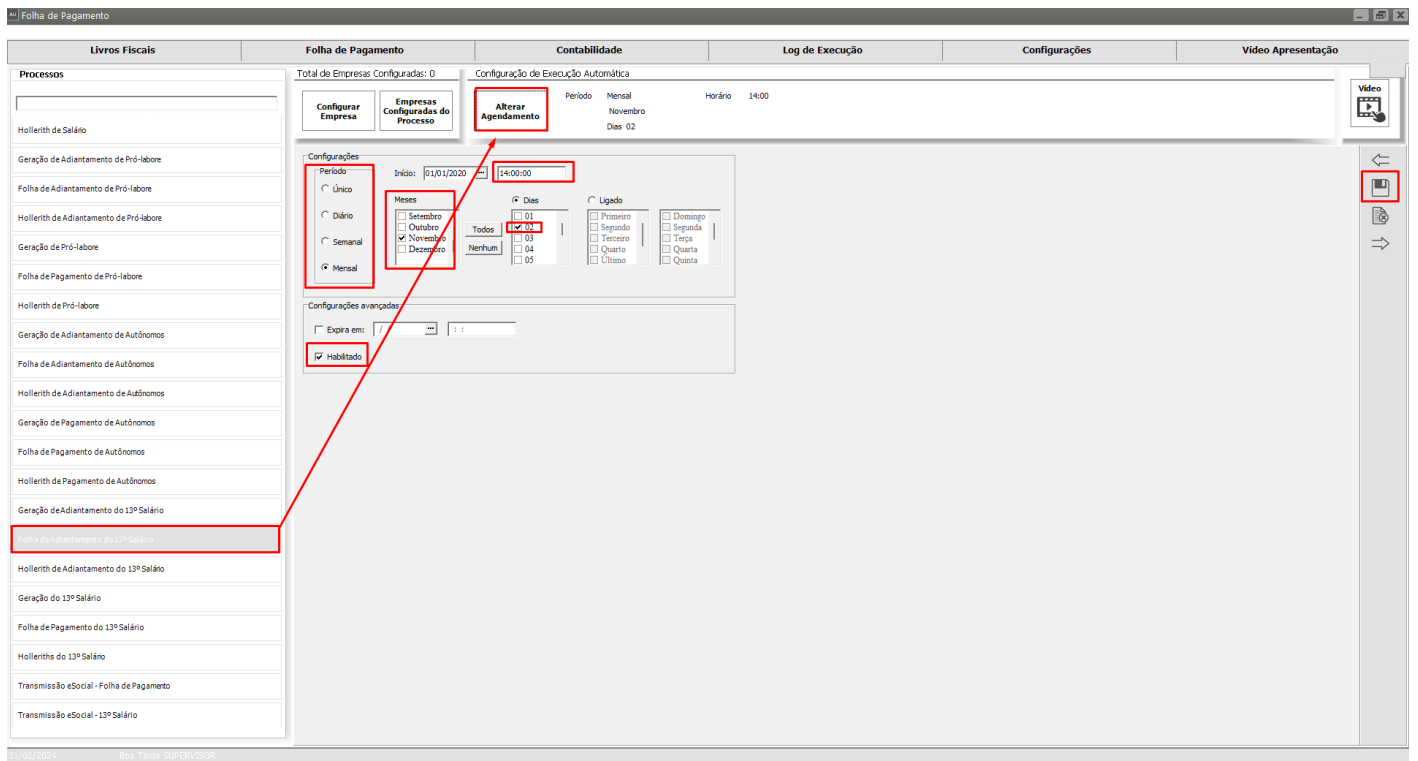 AU Folha de Pagamento
Livros Fiscais
Folha de Pagamento
Contabilidade
Log de Execução
Configurações
Vídeo Apresentação
Processos
Hollerith de Salário
Geração de Adiantamento de Pró-labore
Folha de Adiantamento de Pró-labore
Hollerith de Adiantamento de Pró-labore
Geração de Pró-labore
Folha de Pagamento de Pró-labore
Hollerith de Pró-labore
Geração de Adiantamento de Autônomos
Folha de Adiantamento de Autônomos
Hollerith de Adiantamento de Autônomos
Geração de Pagamento de Autônomos
Folha de Pagamento de Autônomos
Hollerith de Pagamento de Autônomos
Geração deAdiantamento do 13º Salário
Folha deAdiantamento do 13º Salário
Hollerith de Adiantamento do 13º Salário
Geração do 13º Salário
Folha de Pagamento do 13º Salário
Holleriths do 13º Salário
Transmissão eSocial - Folha de Pagamento
Transmissão eSocial - 13º Salário
Total de Empresas Configuradas: 0
Configurar
Empresa
Empresas
Configuradas do
Processo
Configuração de Execução Automática
Alterar
Agendamento
Período Mensal
Novembro
Dias 02
Horário 14:00
Vídeo
Configurações
Período
Único
Diário
Semanal
Mensal
Início: 01/01/2020 ... 14:00:00
Meses
Setembro
Outubro
Novembro
Dezembro
Todos
Nenhum
Dias
01
02
03
04
05
Ligado
Primeiro
Segundo
Terceiro
Quarto
Último
Domingo
Segunda
Terça
Quarta
Quinta
Configurações avançadas
Expira em: / ... : :
Habilitado
31/01/2024 Boa Tarde SUPERVISOR